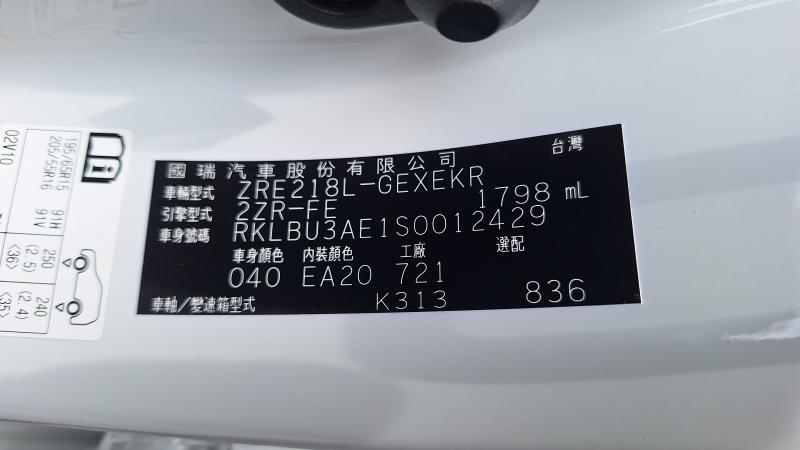 國瑞汽車股份有限公司 台灣
車輛型式 ZRE218L-GEXEKR
引擎型式 2ZR-FE 1798 mL
車身號碼 RKLBU3AE1S0012429
車身顏色 內裝顏色 工廠 選配
040 EA20 721
車軸/變速箱型式 K313 836
195/65R15 91H
205/55R16 91V
250
(2.5)
<36>
240
(2.4)
<35>
02V10